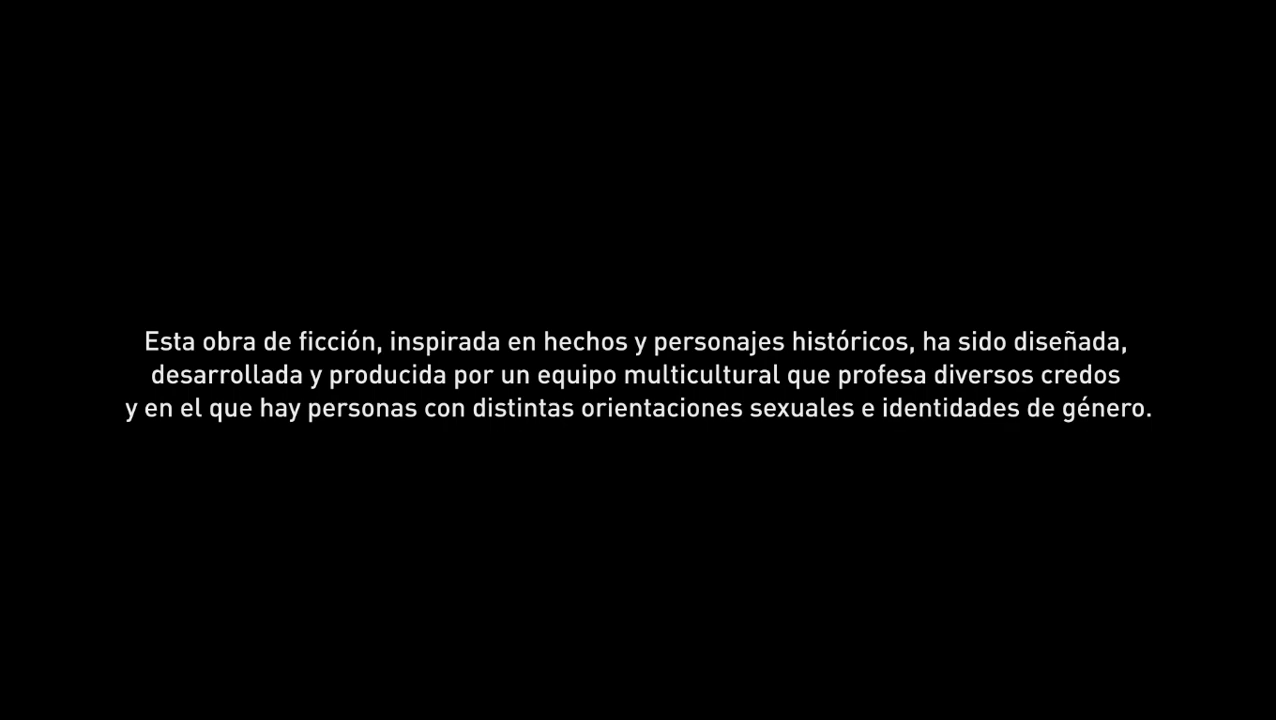 Esta obra de ficción, inspirada en hechos y personajes históricos, ha sido diseñada,
desarrollada y producida por un equipo multicultural que profesa diversos credos
y en el que hay personas con distintas orientaciones sexuales e identidades de género.